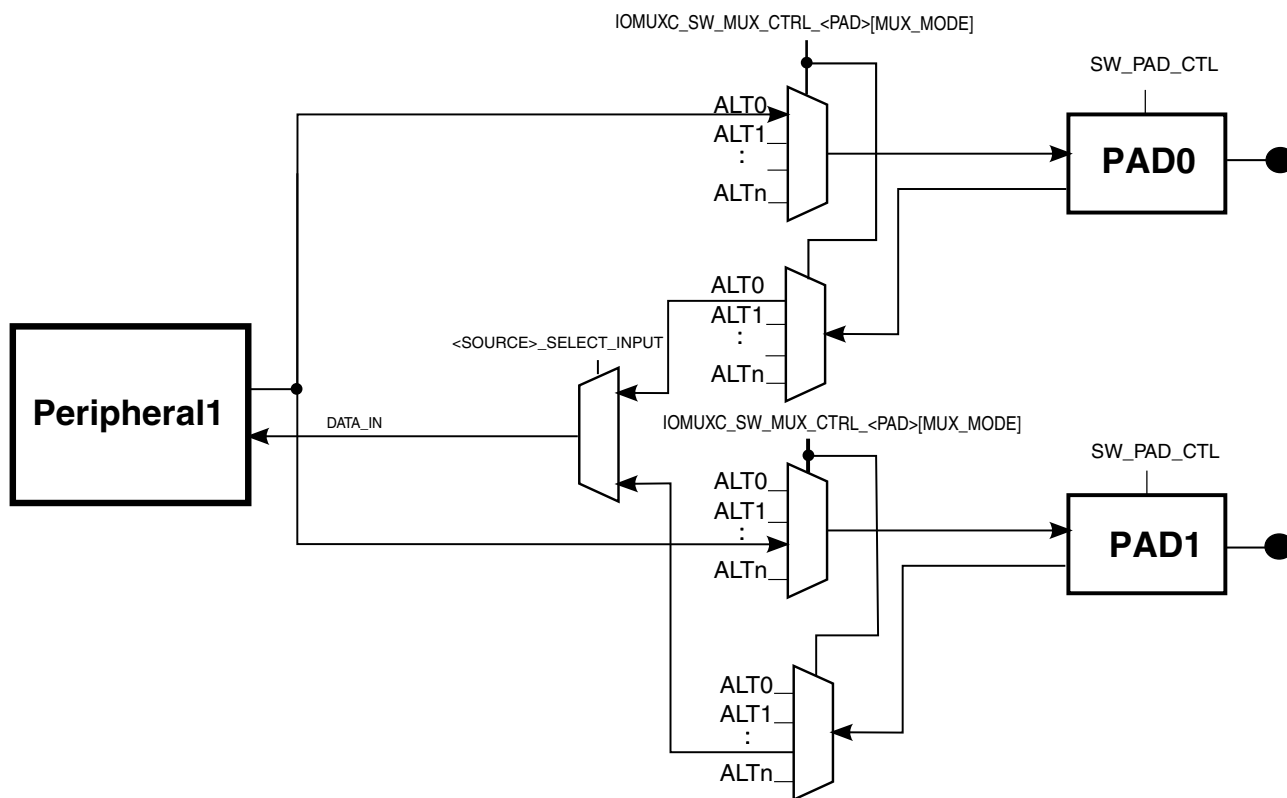 IOMUXC_SW_MUX_CTRL_<PAD>[MUX_MODE]
SW_PAD_CTL
ALT0
ALT1
:
ALTn
PAD0
ALT0
ALT1
:
ALTn
<SOURCE>_SELECT_INPUT
Peripheral1
DATA_IN
IOMUXC_SW_MUX_CTRL_<PAD>[MUX_MODE]
SW_PAD_CTL
ALT0
ALT1
:
ALTn
PAD1
ALT0
ALT1
:
ALTn